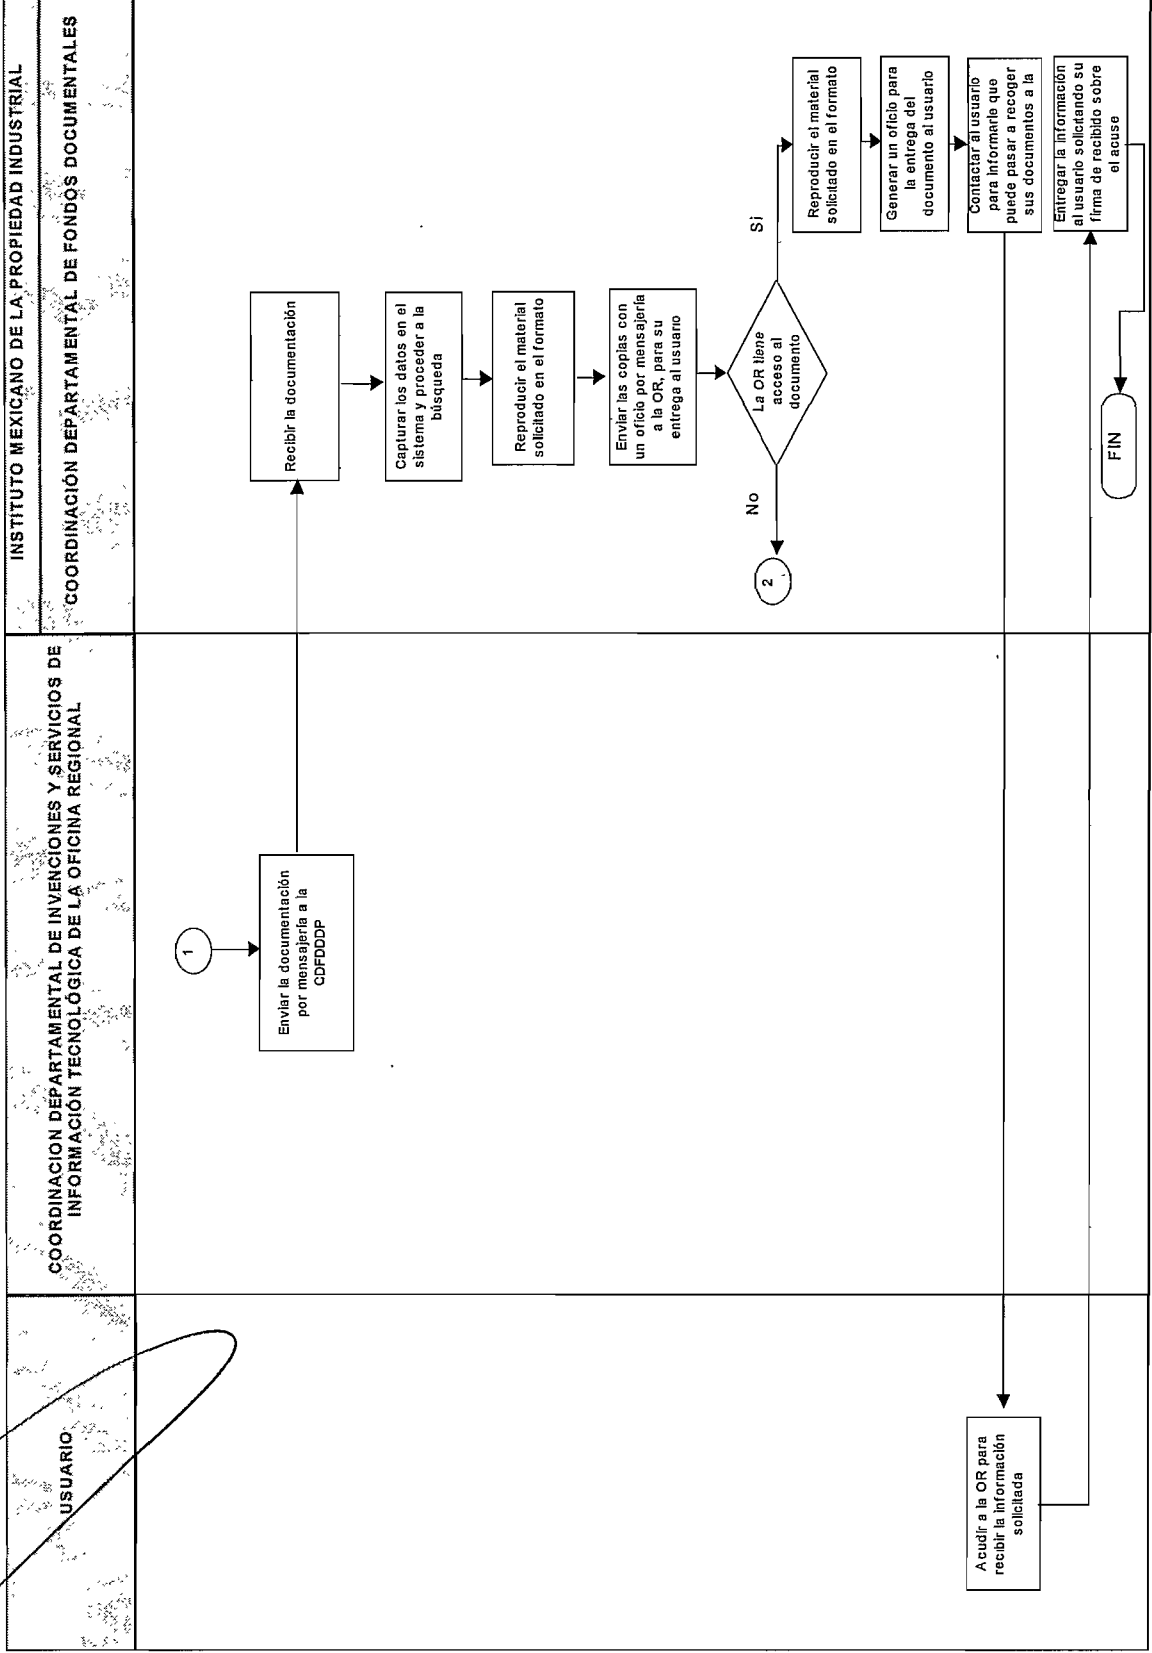 INSTITUTO MEXICANO DE LA PROPIEDAD INDUSTRIAL
USUARIO
COORDINACION DEPARTAMENTAL DE INVENCIONES Y SERVICIOS DE
INFORMACIÓN TECNOLÓGICA DE LA OFICINA REGIONAL
COORDINACIÓN DEPARTAMENTAL DE FONDOS DOCUMENTALES
1
Enviar la documentación
por mensajería a la
CDFDDDP
Recibir la documentación
Capturar los datos en el
sistema y proceder a la
búsqueda
Reproducir el material
solicitado en el formato
Enviar las copias con
un oficio por mensajería
a la OR, para su
entrega al usuario
La OR tiene
acceso al
documento
No
2
Si
Reproducir el material
solicitado en el formato
Generar un oficio para
la entrega del
documento al usuario
Contactar al usuario
para informarle que
puede pasar a recoger
sus documentos a la
Acudir a la OR para
recibir la información
solicitada
Entregar la información
al usuario solicitando su
firma de recibido sobre
el acuse
FIN